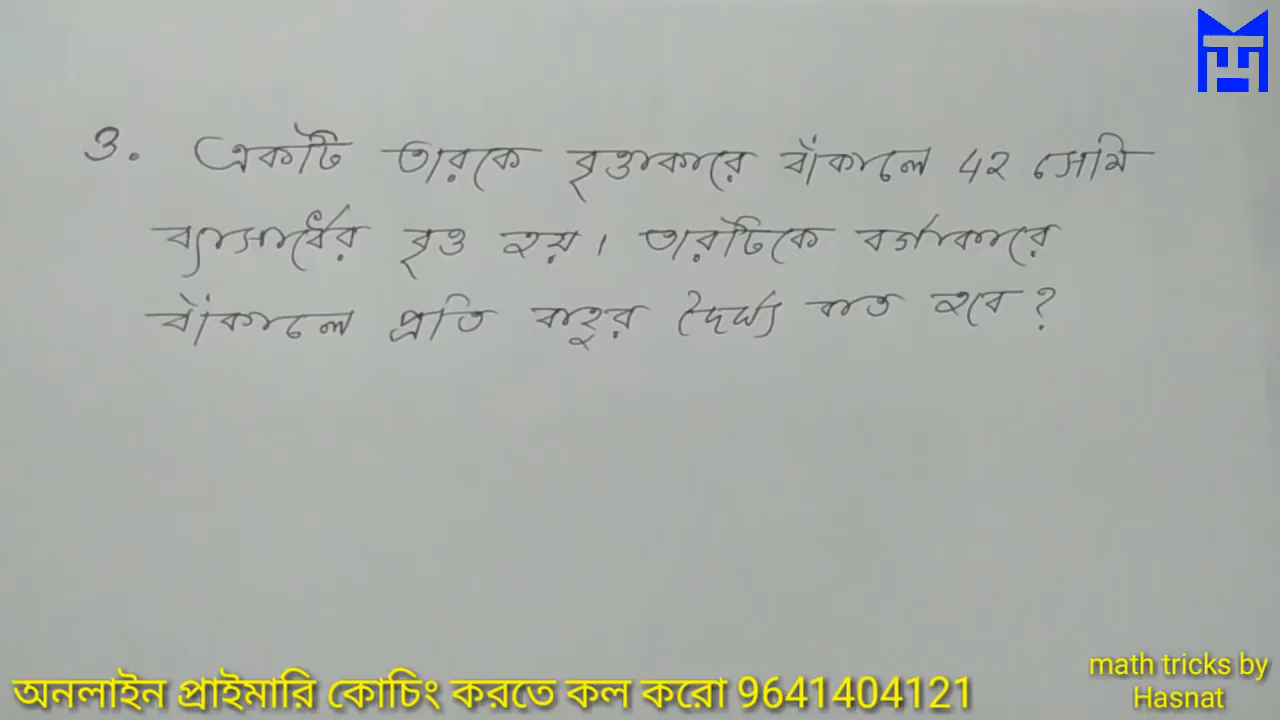 3. একটি তারকে বৃত্তাকারে বাঁকালে 42 সেমি
ব্যাসার্ধের বৃত্ত হয়। তারটিকে বর্গাকারে
বাঁকালে প্রতি বাহুর দৈর্ঘ্য কত হবে?
অনলাইন প্রাইমারি কোচিং করতে কল করো 9641404121
math tricks by
Hasnat